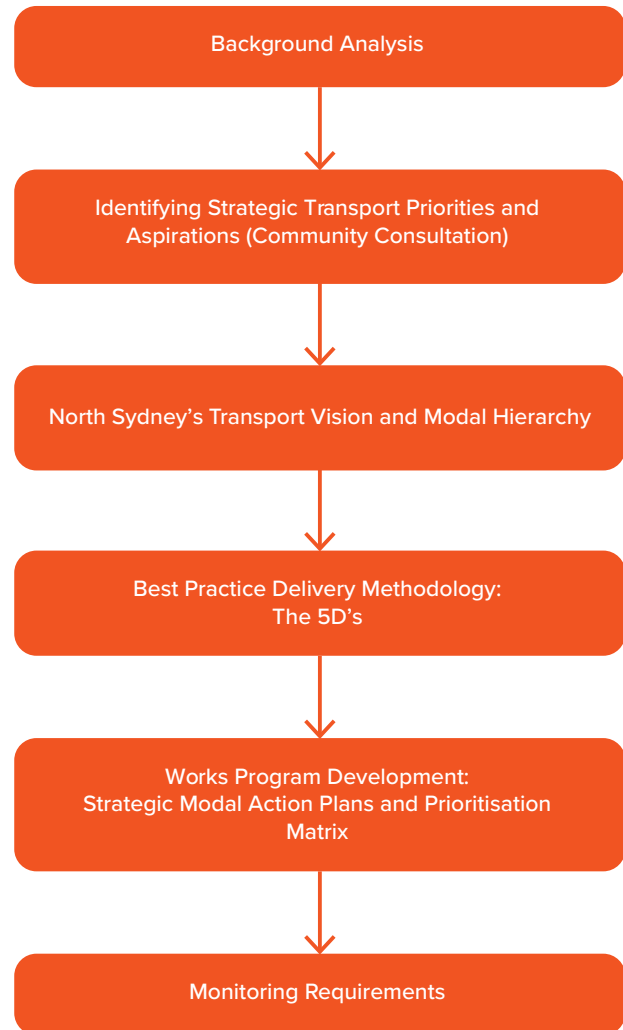 Background Analysis
Identifying Strategic Transport Priorities and
Aspirations (Community Consultation)
North Sydney’s Transport Vision and Modal Hierarchy
Best Practice Delivery Methodology:
The 5D’s
Works Program Development:
Strategic Modal Action Plans and Prioritisation
Matrix
Monitoring Requirements